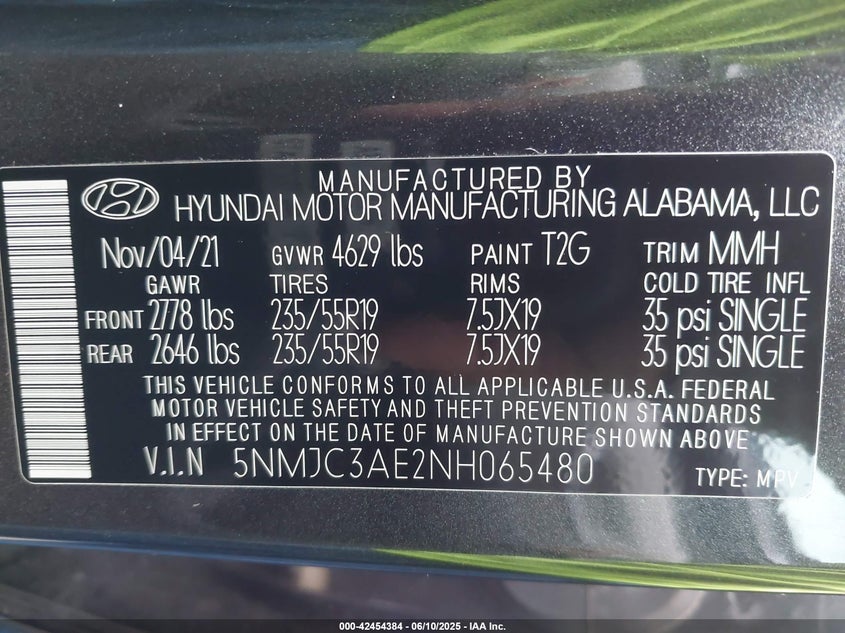 MANUFACTURED BY
HYUNDAI MOTOR MANUFACTURING ALABAMA, LLC
Nov/04/21 GVWR 4629 lbs PAINT T2G TRIM MMH
GAWR TIRES RIMS COLD TIRE INFL
FRONT 2778 lbs 235/55R19 7.5JX19 35 psi SINGLE
REAR 2646 lbs 235/55R19 7.5JX19 35 psi SINGLE
THIS VEHICLE CONFORMS TO ALL APPLICABLE U.S.A. FEDERAL
MOTOR VEHICLE SAFETY AND THEFT PREVENTION STANDARDS
IN EFFECT ON THE DATE OF MANUFACTURE SHOWN ABOVE.
V.I.N 5NMJC3AE2NH065480 TYPE: MPV
000-42454384 - 06/10/2025 - IAA Inc.